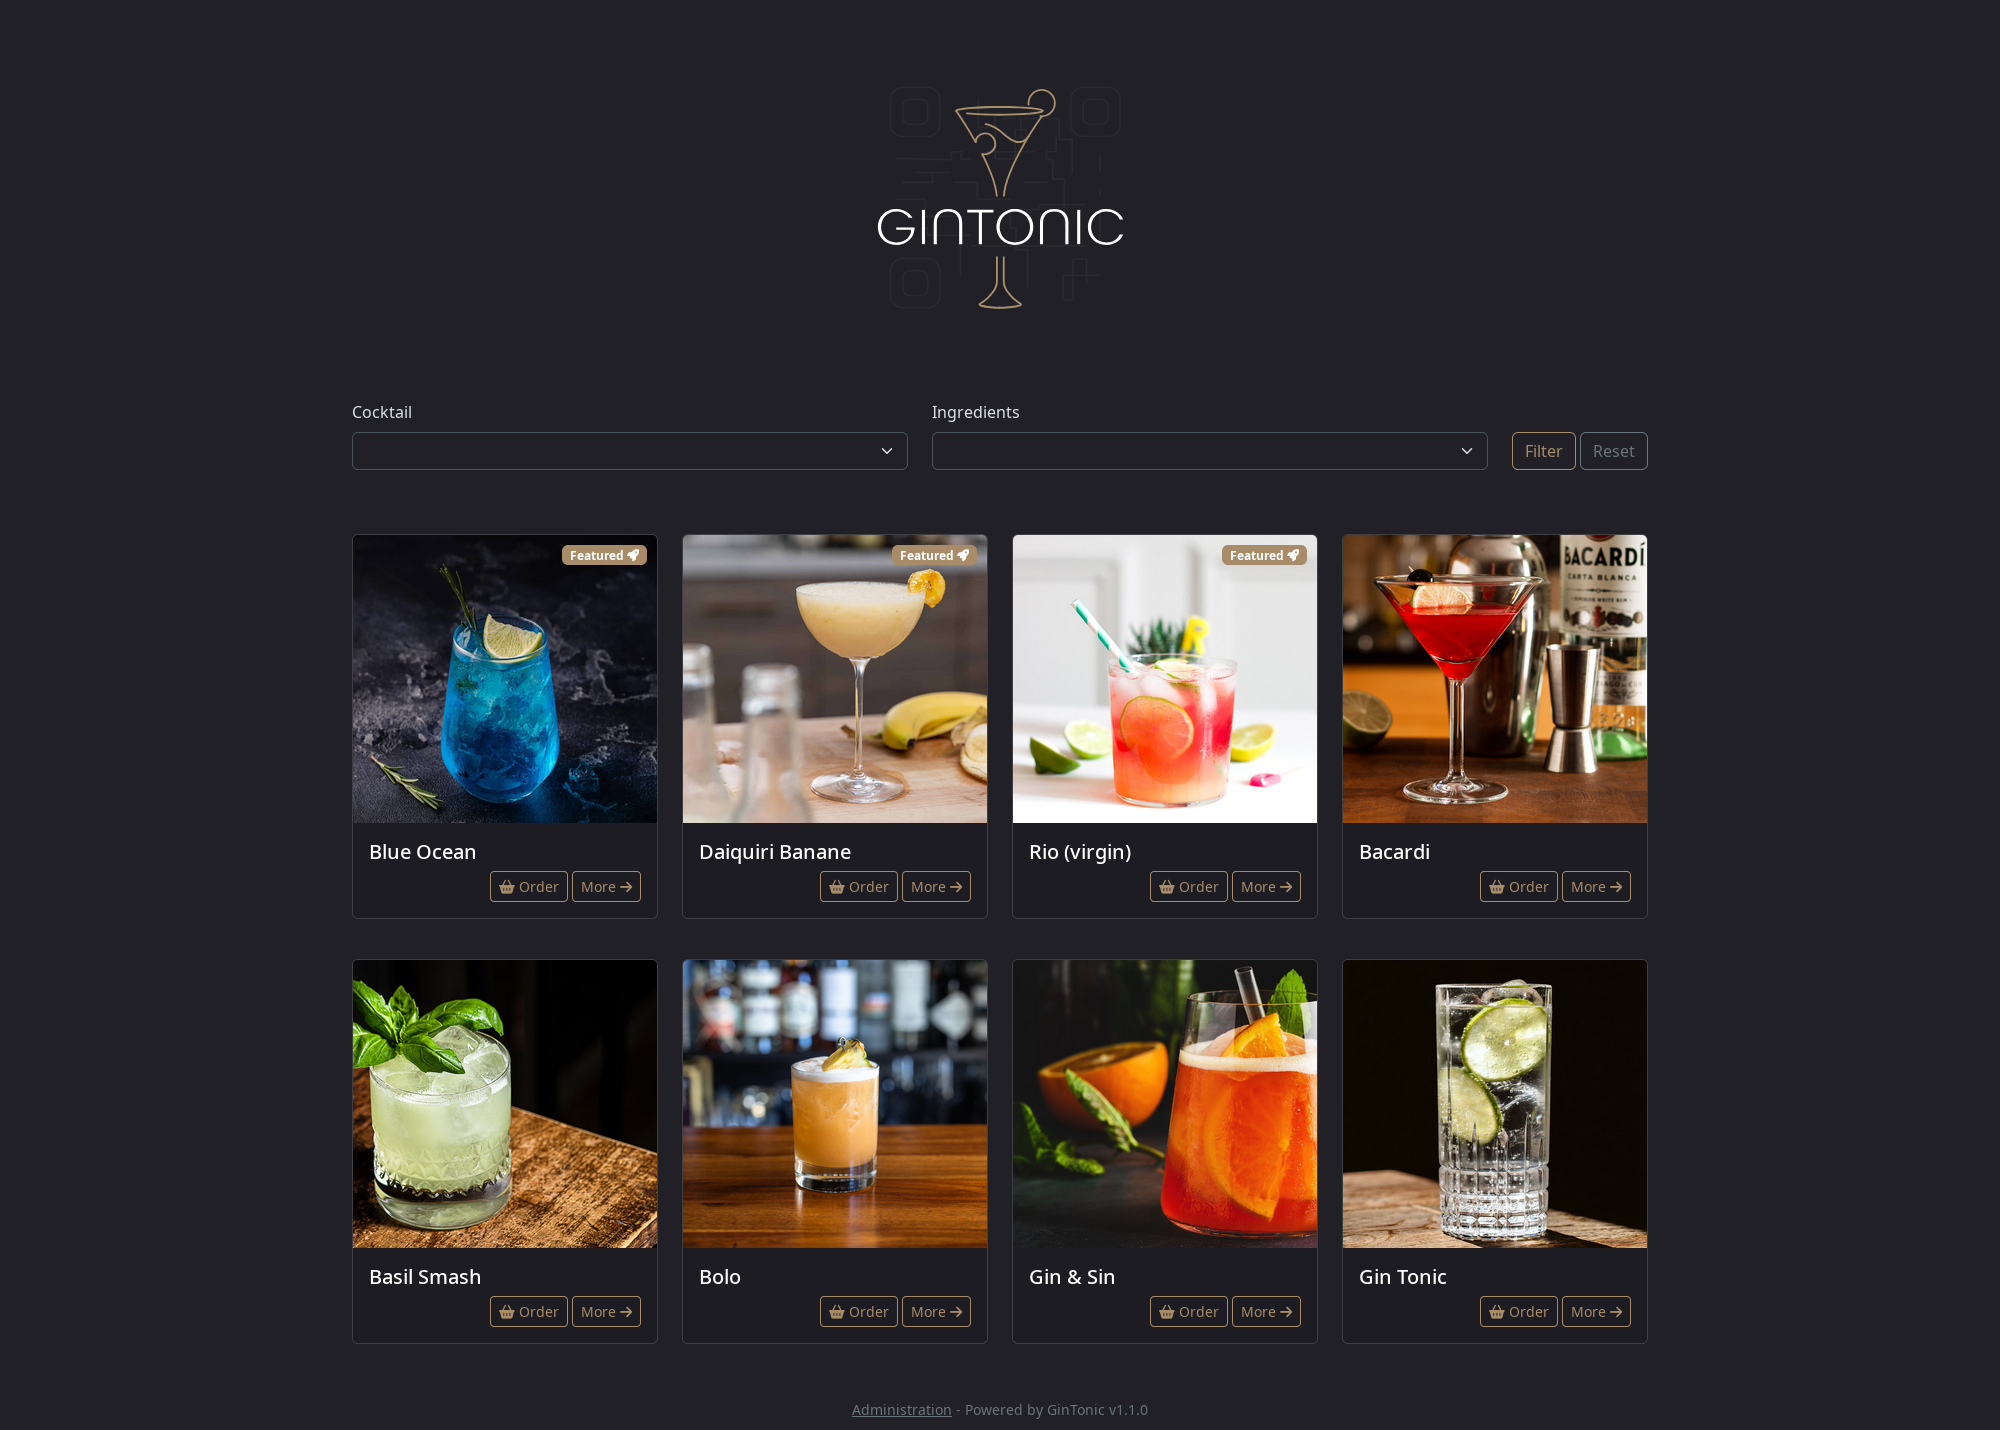 GINTONIC
Cocktail
Ingredients
Filter
Reset
Featured
Featured
Featured
BACARDÍ
CARTA BLANCA
Blue Ocean
Daiquiri Banane
Rio (virgin)
Bacardi
Order
More
Order
More
Order
More
Order
More
Basil Smash
Bolo
Gin & Sin
Gin Tonic
Order
More
Order
More
Order
More
Order
More
Administration - Powered by GinTonic v1.1.0